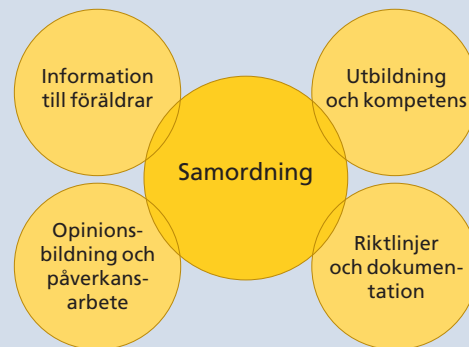 Information
till föräldrar
Utbildning
och kompetens
Samordning
Opinions-
bildning och
påverkans-
arbete
Riktlinjer
och dokumen-
tation